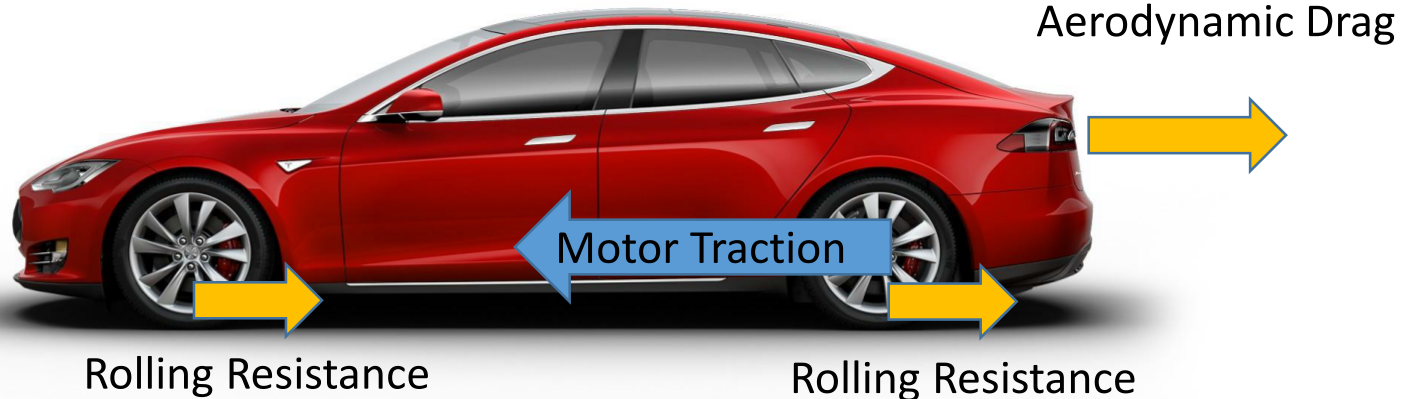 Aerodynamic Drag
Motor Traction
Rolling Resistance
Rolling Resistance